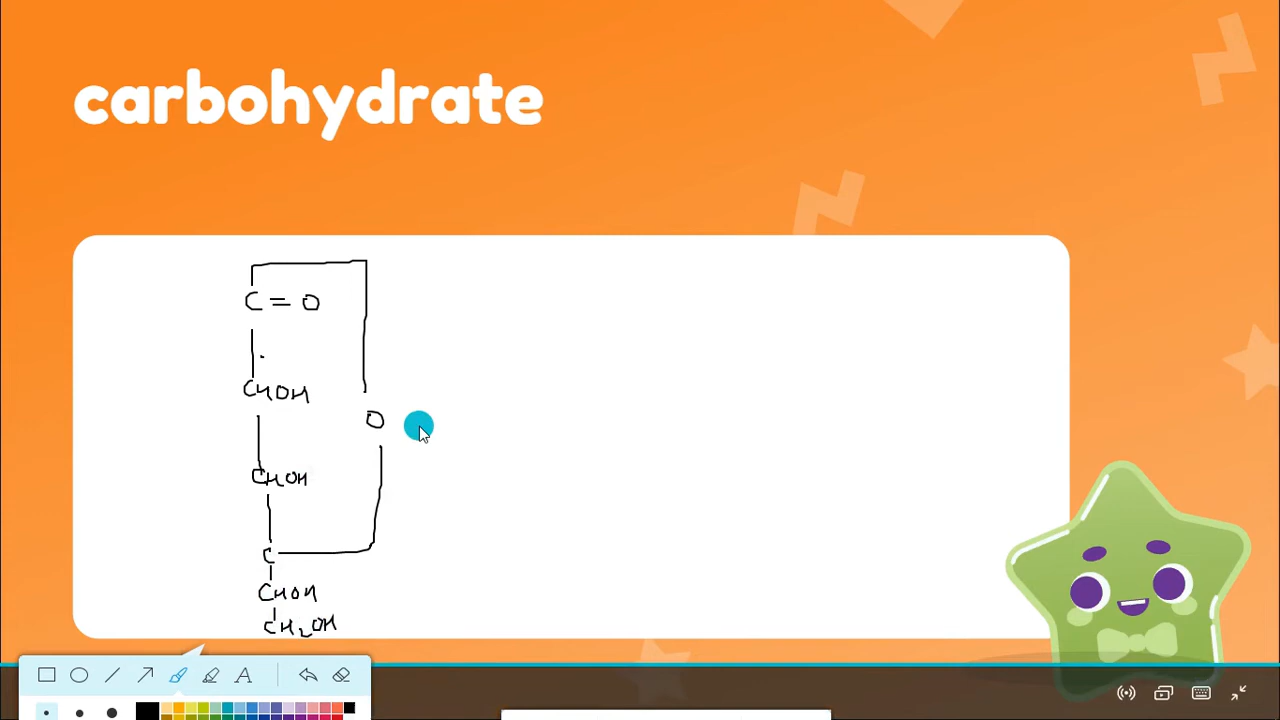 carbohydrate
C = O
CHOH
O
CHOH
C
CHOH
CH2OH
A